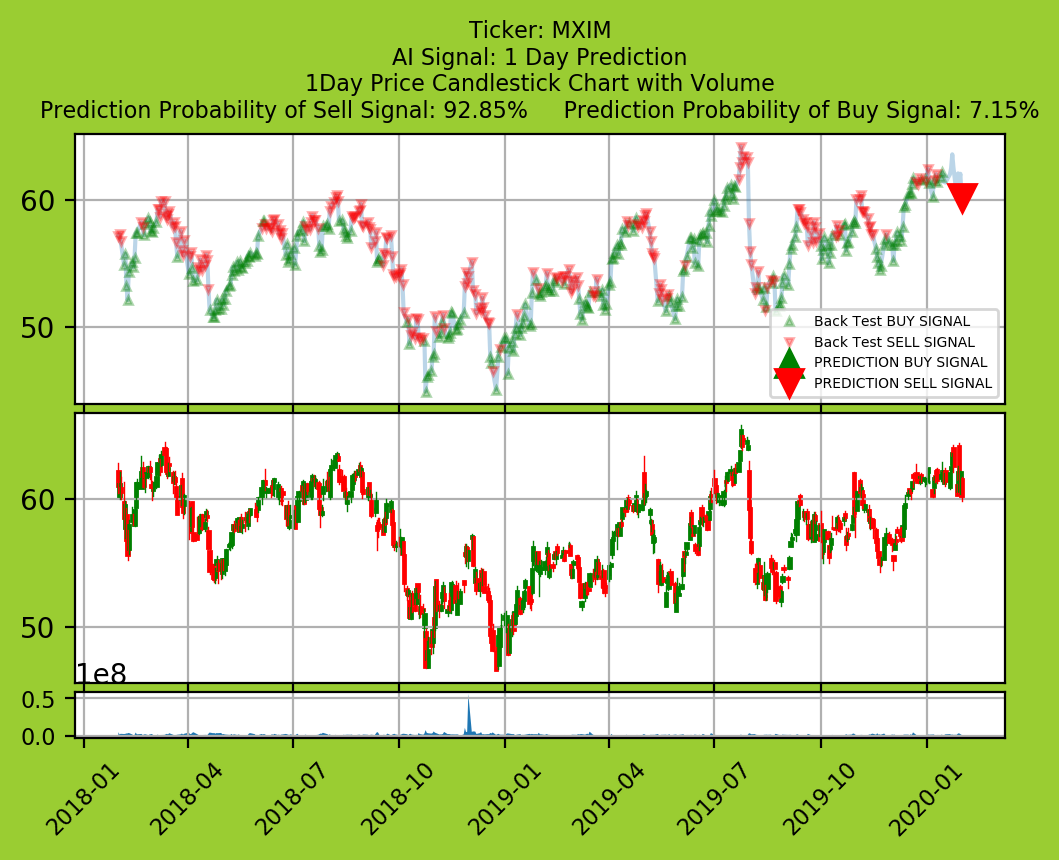 Ticker: MXIM
AI Signal: 1 Day Prediction
1Day Price Candlestick Chart with Volume
Prediction Probability of Sell Signal: 92.85%     Prediction Probability of Buy Signal: 7.15%
60
50
Back Test BUY SIGNAL
Back Test SELL SIGNAL
PREDICTION BUY SIGNAL
PREDICTION SELL SIGNAL
60
50
1e8
0.5
0.0
2018-01
2018-04
2018-07
2018-10
2019-01
2019-04
2019-07
2019-10
2020-01